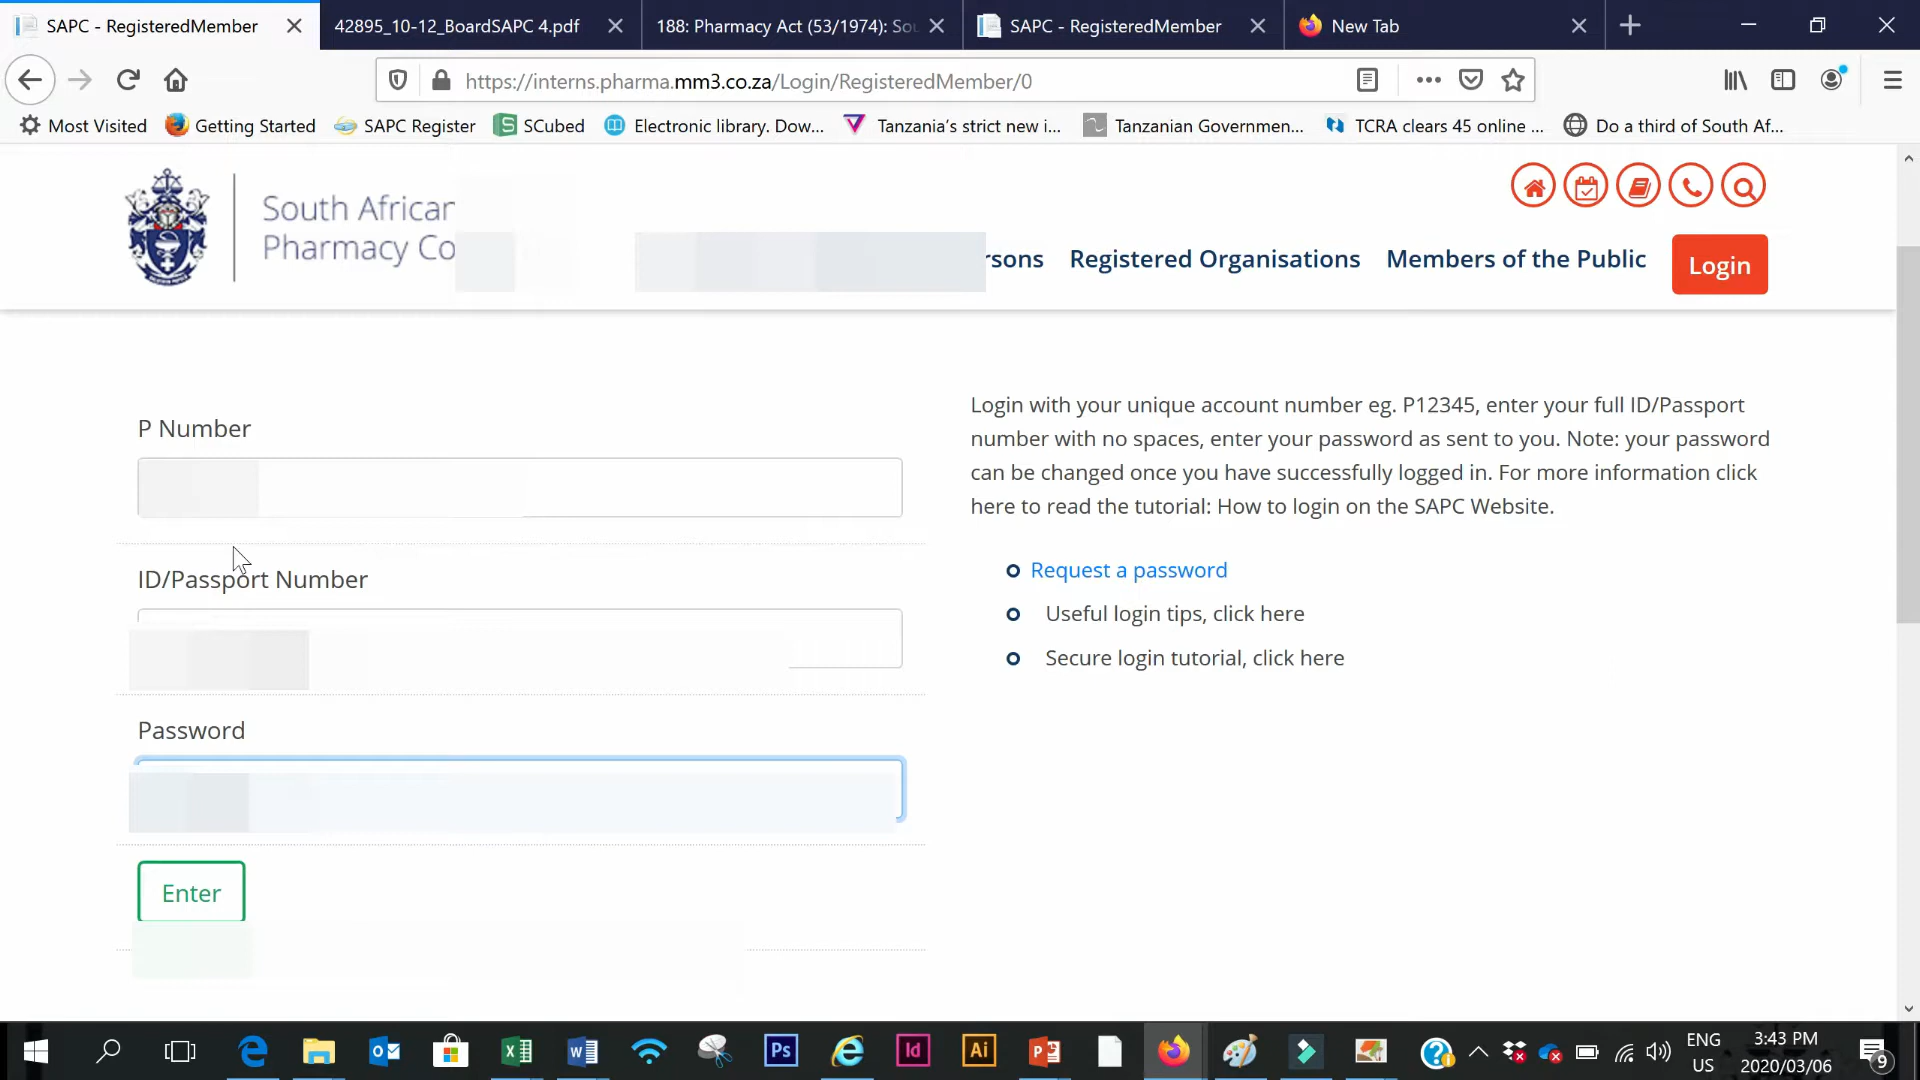 SAPC - RegisteredMember
42895_10-12_BoardSAPC 4.pdf
188: Pharmacy Act (53/1974): Sou
SAPC - RegisteredMember
New Tab
https://interns.pharma.mm3.co.za/Login/RegisteredMember/0
Most Visited
Getting Started
SAPC Register
SCubed
Electronic library. Dow...
Tanzania's strict new i...
Tanzanian Governmen...
TCRA clears 45 online ...
Do a third of South Af...
South African
Pharmacy Co
rsons
Registered Organisations
Members of the Public
Login
P Number
ID/Passport Number
Password
Enter
Login with your unique account number eg. P12345, enter your full ID/Passport
number with no spaces, enter your password as sent to you. Note: your password
can be changed once you have successfully logged in. For more information click
here to read the tutorial: How to login on the SAPC Website.
Request a password
Useful login tips, click here
Secure login tutorial, click here
Ps
Id
Ai
ENG
US
3:43 PM
2020/03/06
9